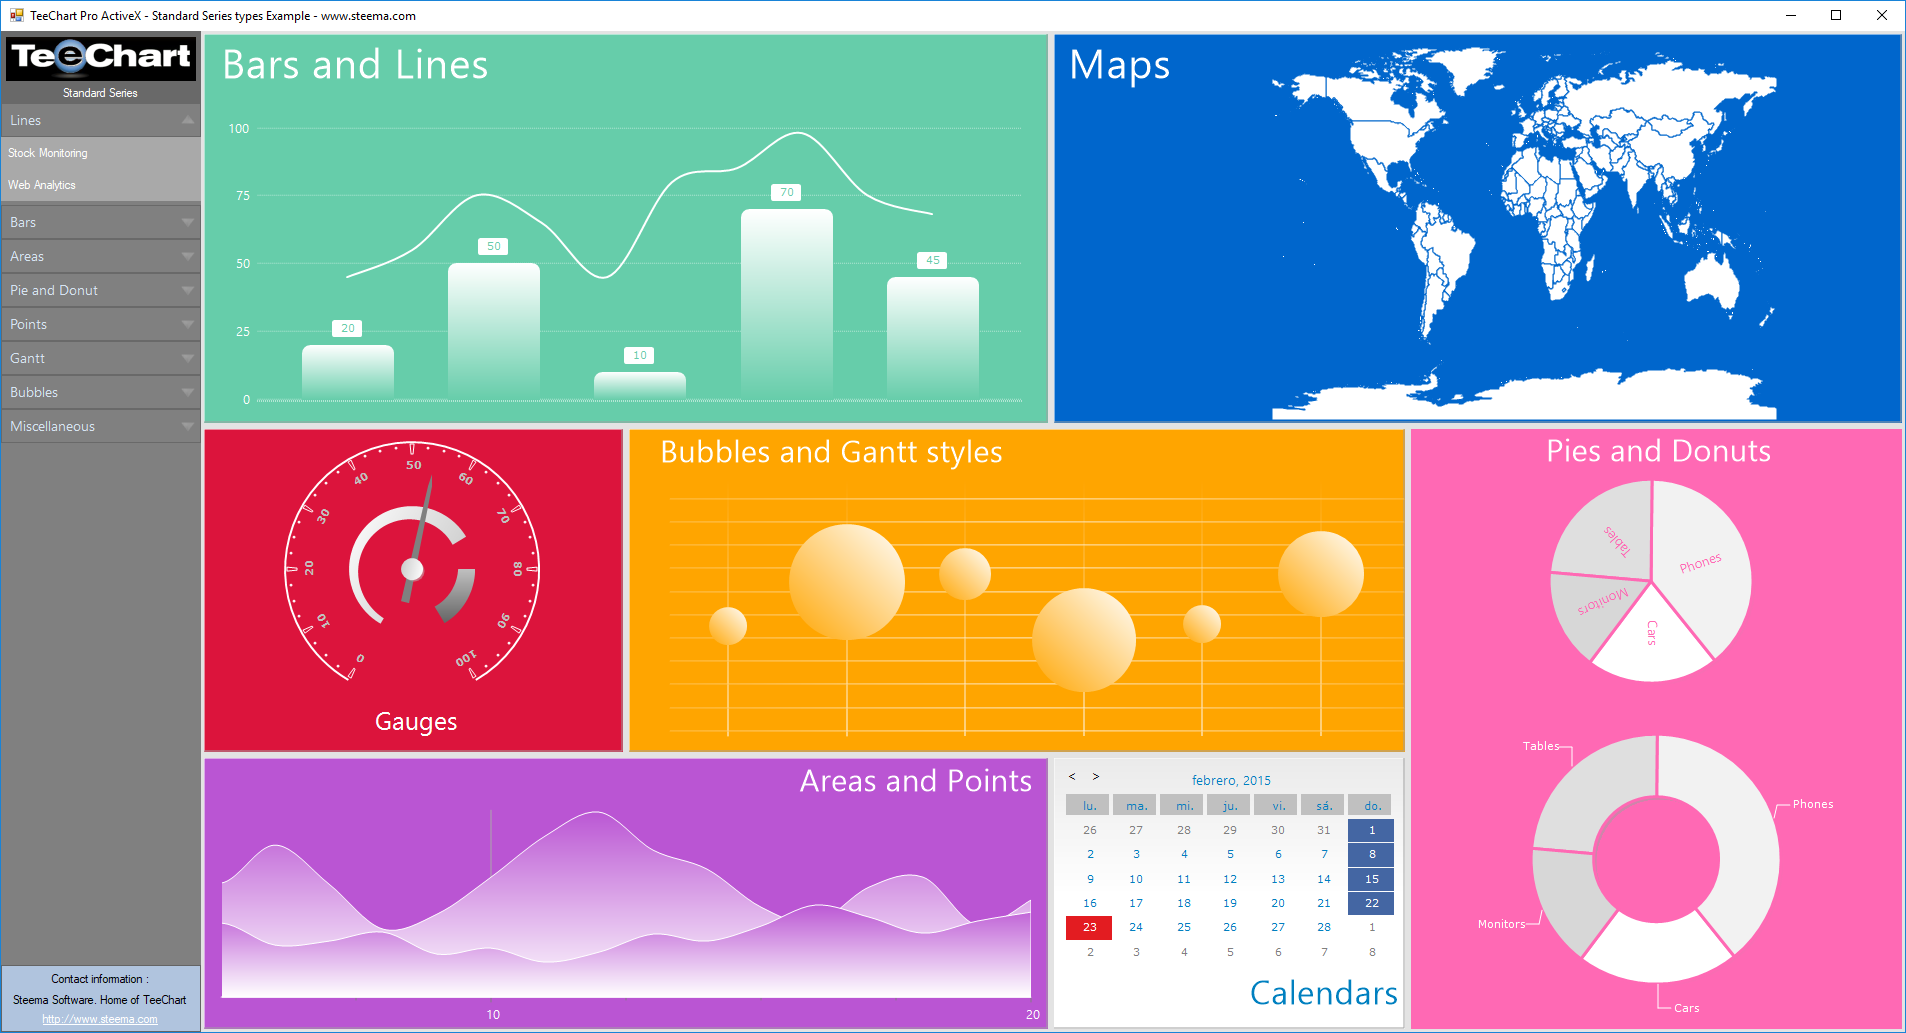 TeeChart Pro ActiveX - Standard Series types Example - www.steema.com
TeeChart
Standard Series
Lines
Stock Monitoring
Web Analytics
Bars
Areas
Pie and Donut
Points
Gantt
Bubbles
Miscellaneous
Contact information :
Steema Software. Home of TeeChart
http://www.steema.com
Bars and Lines
100
75
50
25
0
20
50
10
70
45
Maps
0
10
20
30
40
50
60
70
80
90
100
Gauges
Bubbles and Gantt styles
Pies and Donuts
Tables
Phones
Monitors
Cars
Tables
Phones
Monitors
Cars
Areas and Points
10
20
< >
febrero, 2015
lu. ma. mi. ju. vi. sá. do.
26 27 28 29 30 31 1
2 3 4 5 6 7 8
9 10 11 12 13 14 15
16 17 18 19 20 21 22
23 24 25 26 27 28 1
2 3 4 5 6 7 8
Calendars